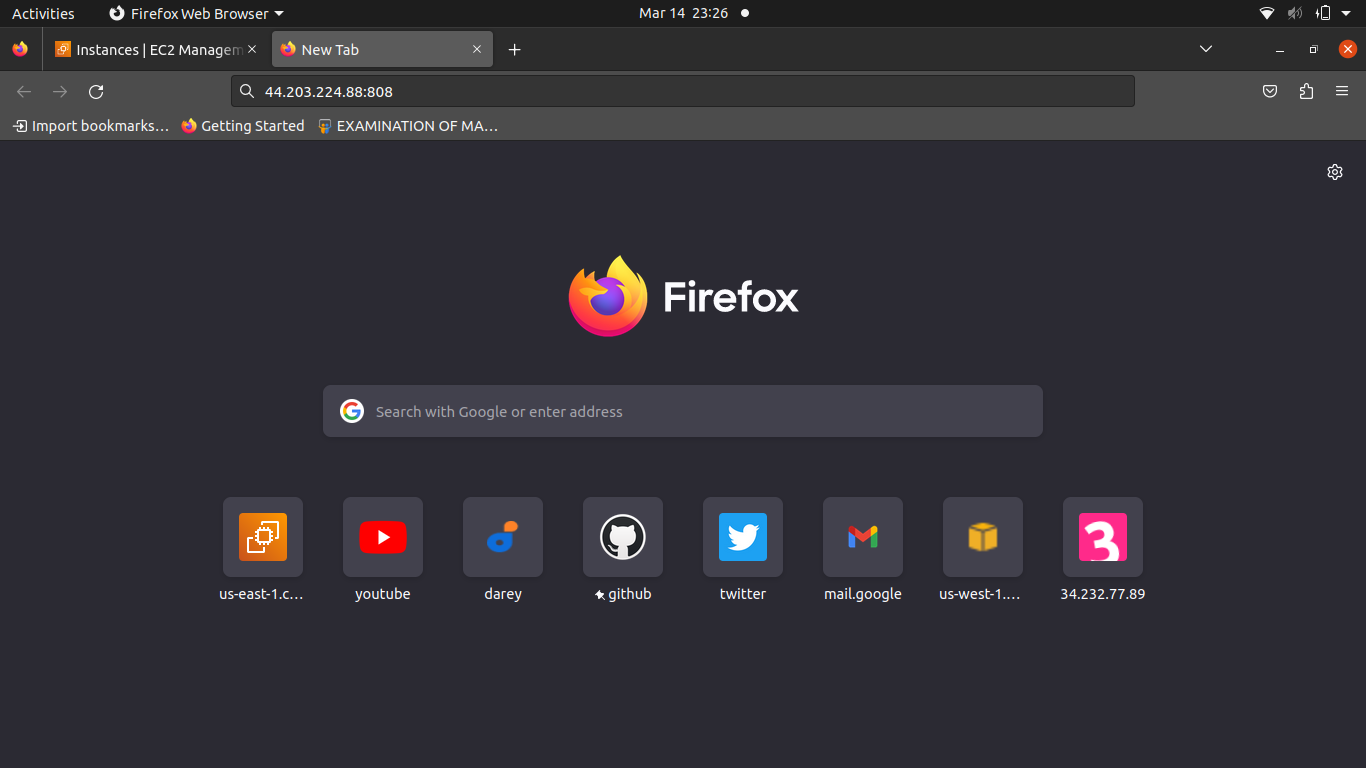 Activities Firefox Web Browser Mar 14 23:26
Instances | EC2 Managem New Tab
44.203.224.88:808
Import bookmarks… Getting Started EXAMINATION OF MA…
Firefox
Search with Google or enter address
3
us-east-1.c… youtube darey github twitter mail.google us-west-1.… 34.232.77.89